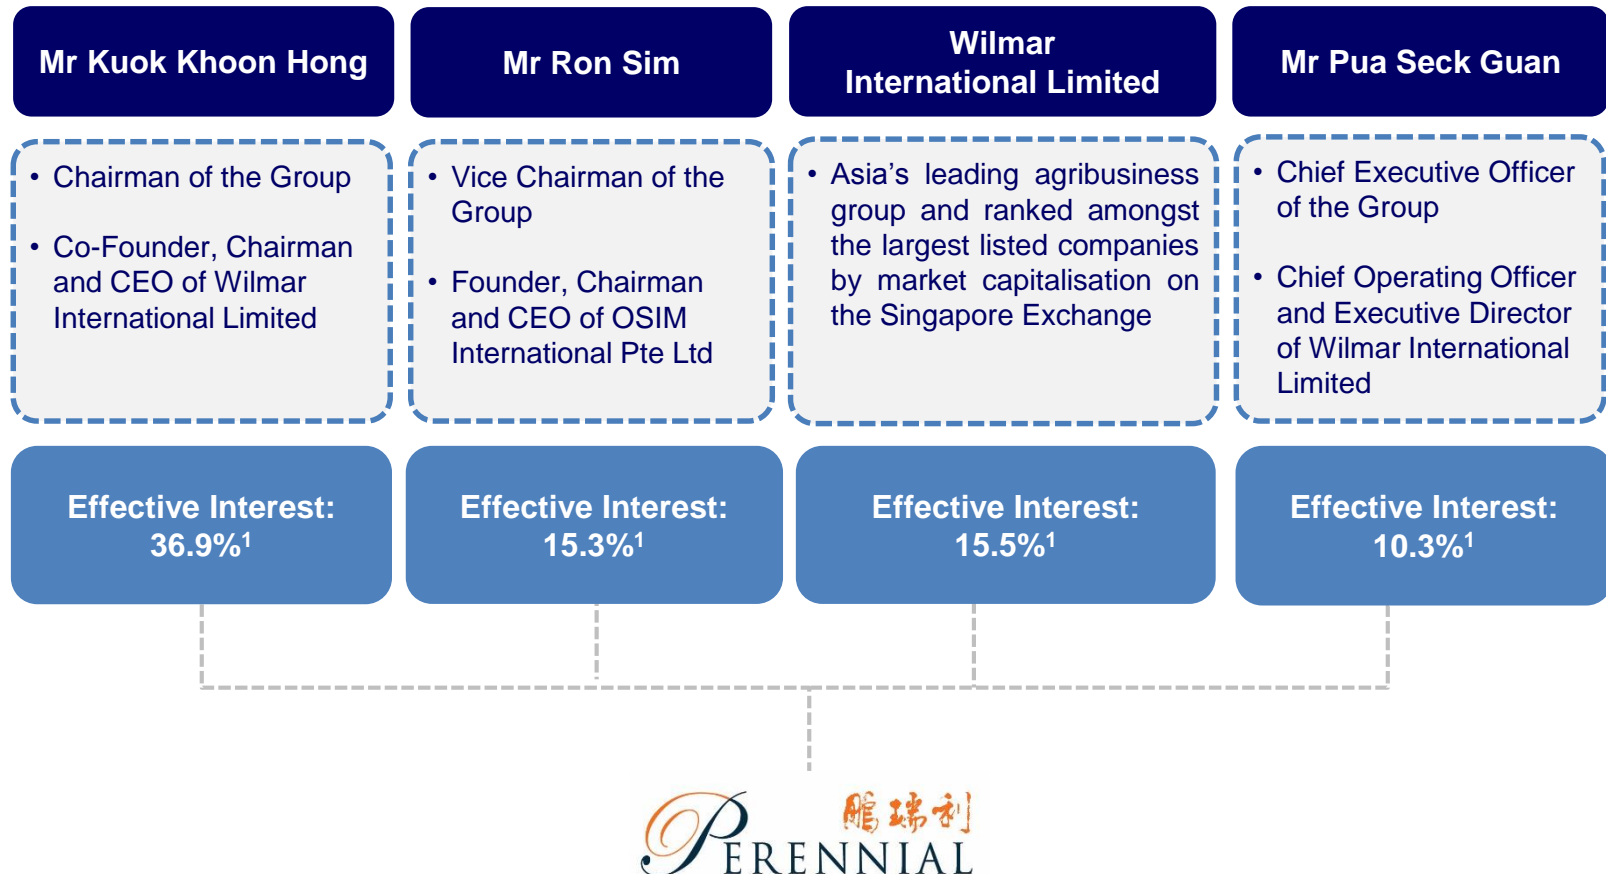 Mr Kuok Khoon Hong
• Chairman of the Group
• Co-Founder, Chairman
and CEO of Wilmar
International Limited
Effective Interest:
36.9%¹
Mr Ron Sim
• Vice Chairman of the
Group
• Founder, Chairman
and CEO of OSIM
International Pte Ltd
Effective Interest:
15.3%¹
Wilmar
International Limited
• Asia’s leading agribusiness
group and ranked amongst
the largest listed companies
by market capitalisation on
the Singapore Exchange
Effective Interest:
15.5%¹
Mr Pua Seck Guan
• Chief Executive Officer
of the Group
• Chief Operating Officer
and Executive Director
of Wilmar International
Limited
Effective Interest:
10.3%¹
鹏瑞利
PERENNIAL